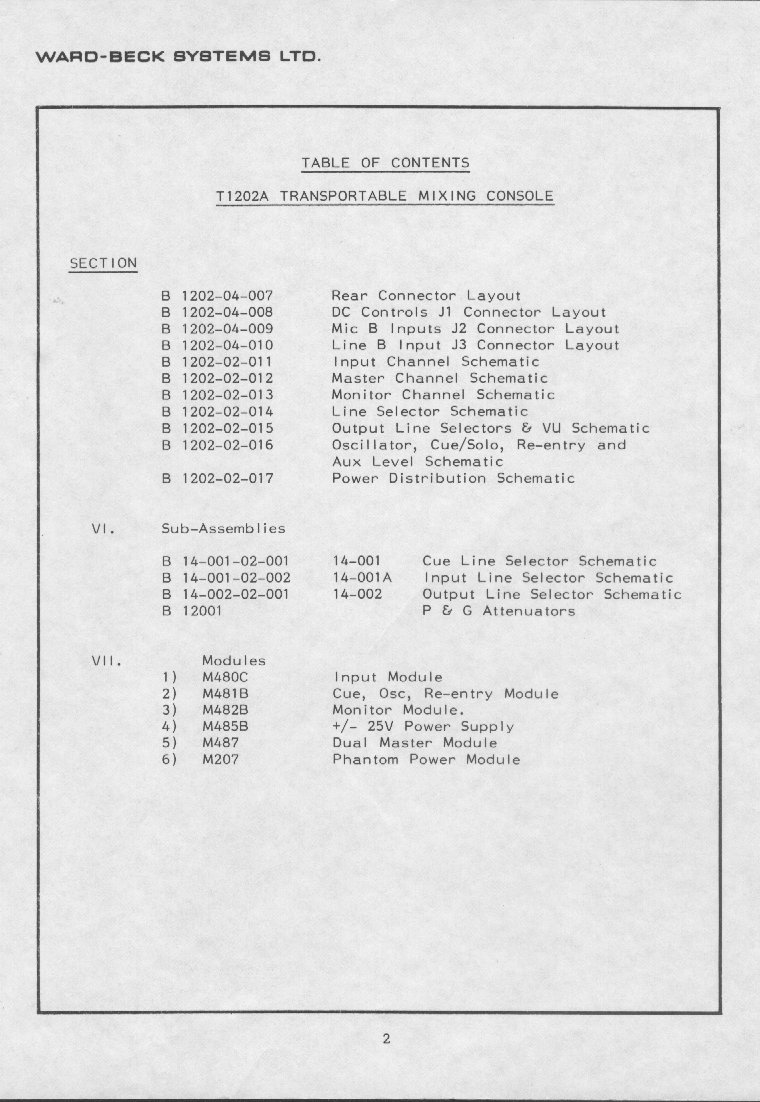 WARD-BECK SYSTEMS LTD.
TABLE OF CONTENTS
T1202A TRANSPORTABLE MIXING CONSOLE
SECTION
B 1202-04-007 Rear Connector Layout
B 1202-04-008 DC Controls J1 Connector Layout
B 1202-04-009 Mic B Inputs J2 Connector Layout
B 1202-04-010 Line B Input J3 Connector Layout
B 1202-02-011 Input Channel Schematic
B 1202-02-012 Master Channel Schematic
B 1202-02-013 Monitor Channel Schematic
B 1202-02-014 Line Selector Schematic
B 1202-02-015 Output Line Selectors & VU Schematic
B 1202-02-016 Oscillator, Cue/Solo, Re-entry and
Aux Level Schematic
B 1202-02-017 Power Distribution Schematic
VI. Sub-Assemblies
B 14-001-02-001 14-001 Cue Line Selector Schematic
B 14-001-02-002 14-001A Input Line Selector Schematic
B 14-002-02-001 14-002 Output Line Selector Schematic
B 12001 P & G Attenuators
VII. Modules
1) M480C Input Module
2) M481B Cue, Osc, Re-entry Module
3) M482B Monitor Module.
4) M485B +/- 25V Power Supply
5) M487 Dual Master Module
6) M207 Phantom Power Module
2